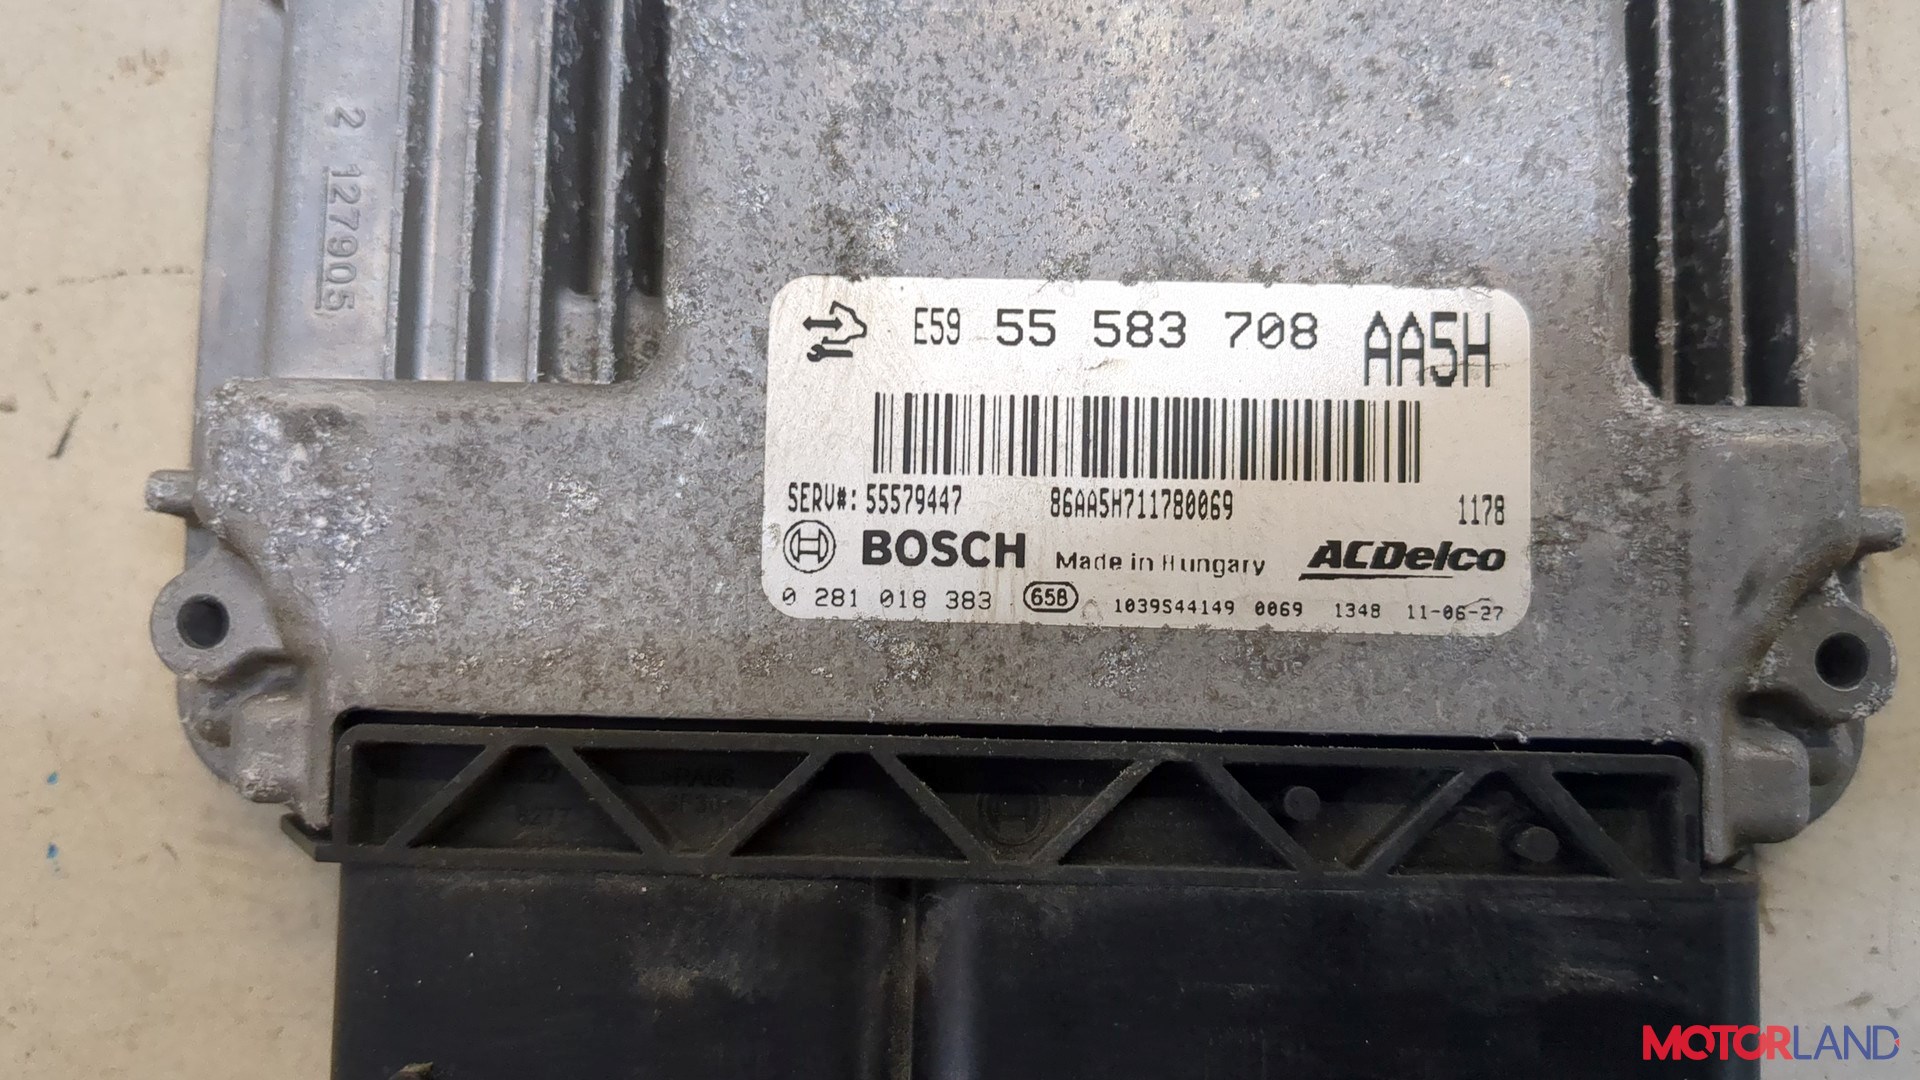 2 127905
E59 55 583 708 AA5H
SERV#: 55579447 86AA5H711780069 1178
BOSCH Made in Hungary ACDelco
0 281 018 383 65B 1039S44149 0069 1348 11-06-27
MOTORLAND